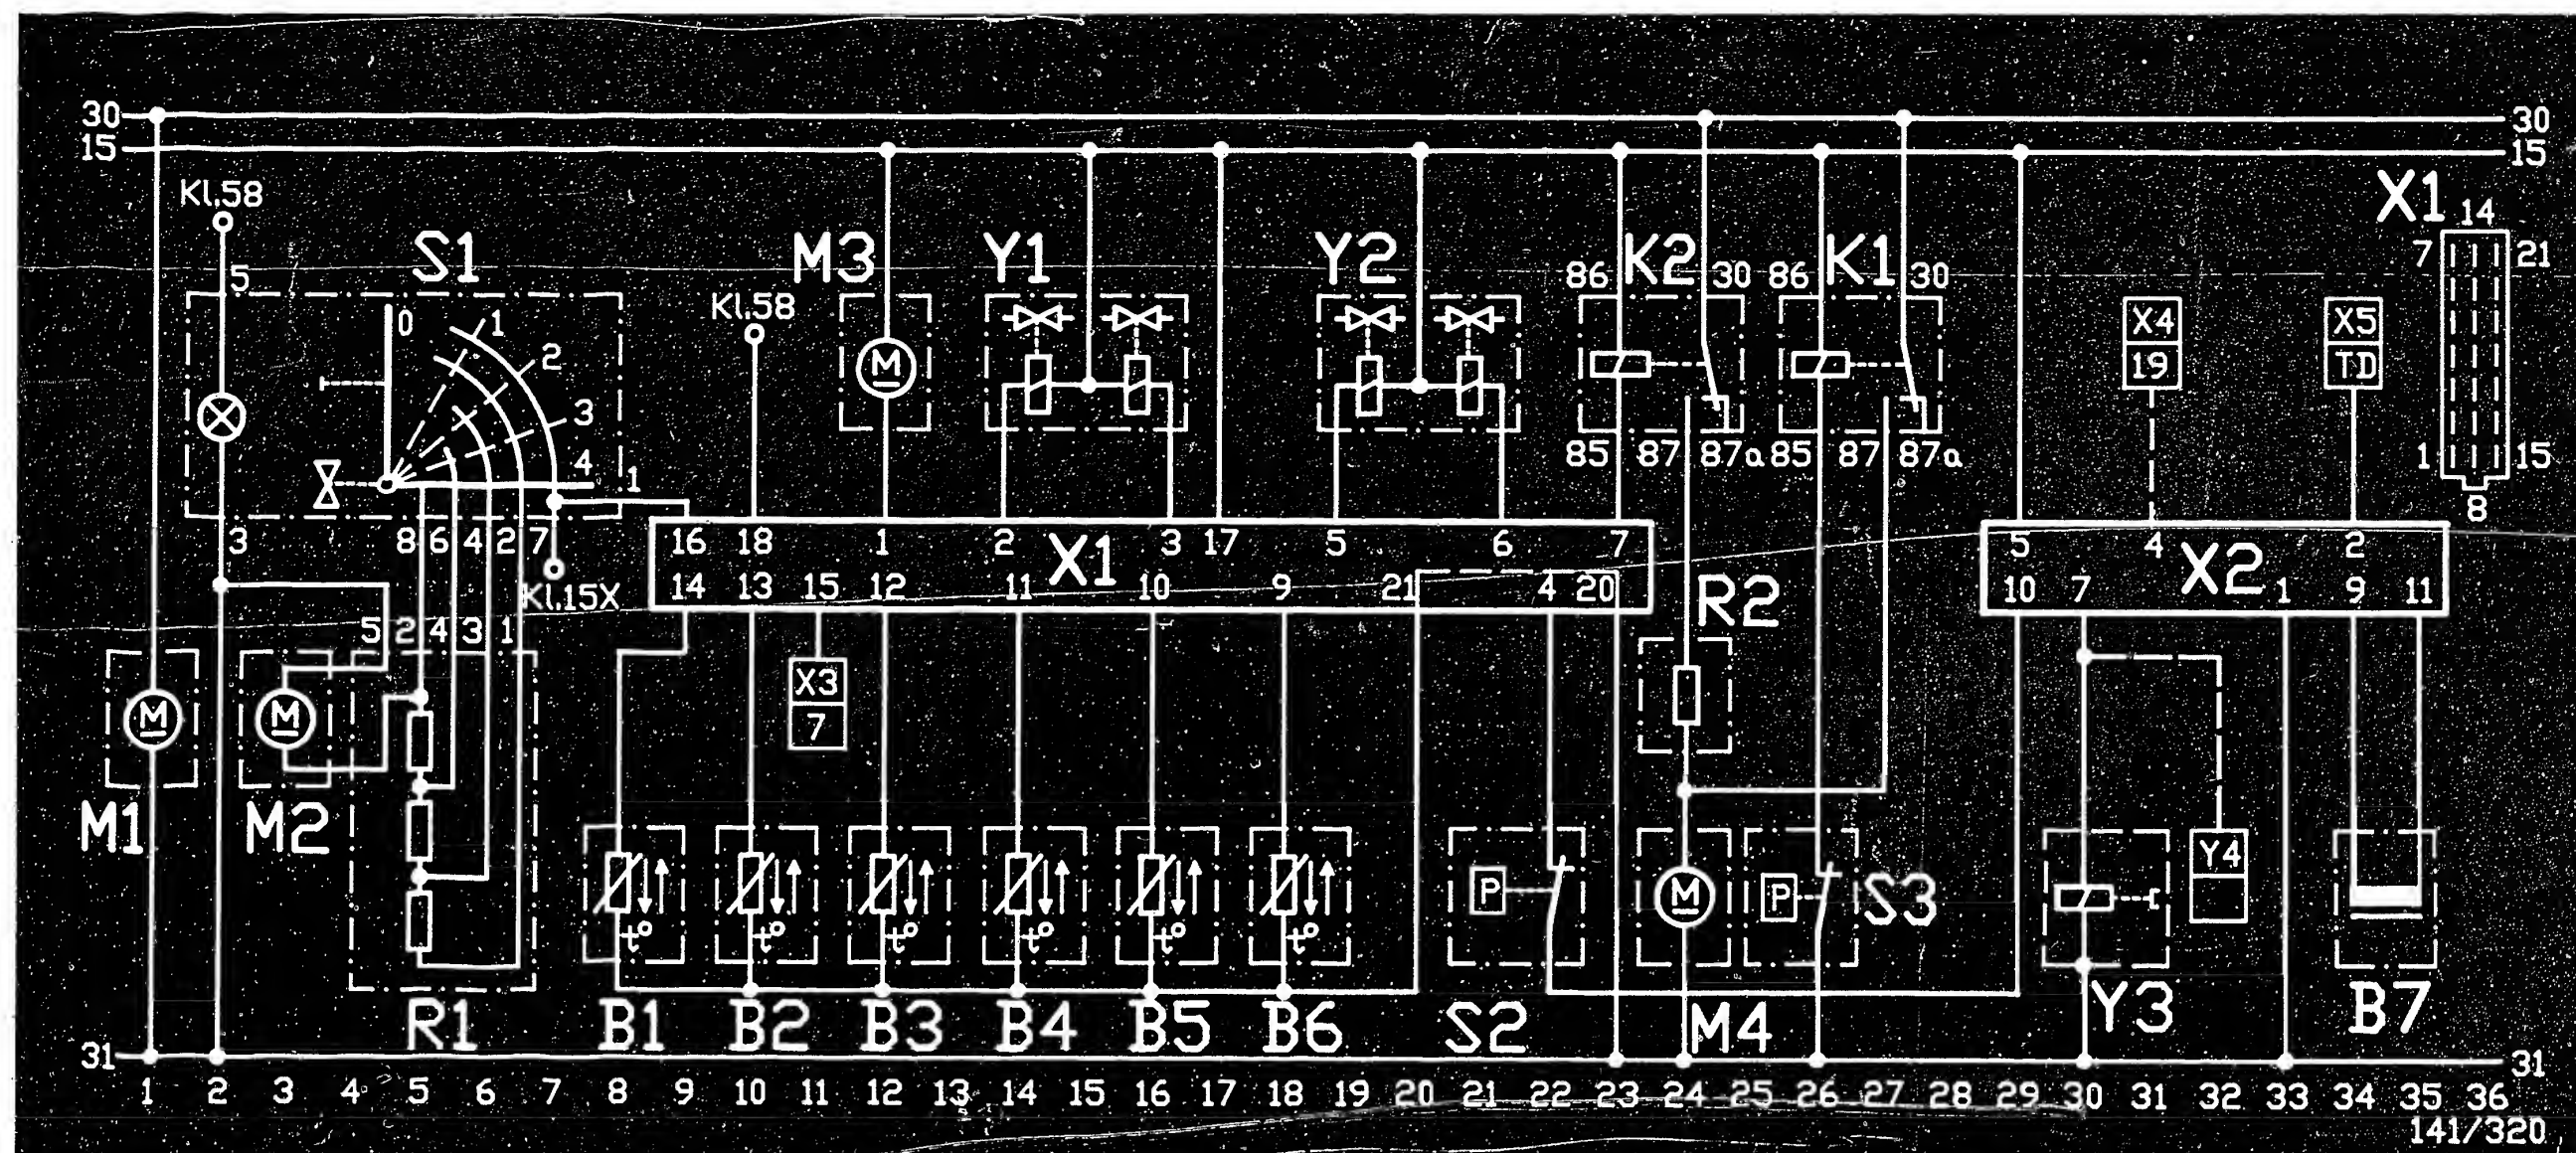 30 30
15 15
Kl.58 X1 14
S1 M3 Y1 Y2 86 K2 30 86 K1 30 7 21
5 Kl.58
0 1 X4 X5
2 19 TD
3
4 1 85 87 87a 85 87 87a 1 15
8
3 8 6 4 2 7 16 18 1 2 3 17 5 6 7 5 4 2
X1 X2
Kl.15X 14 13 15 12 11 10 9 21 4 20 10 7 1 9 11
R2
5 2 4 3 1
X3
M M 7
M1 M2
Y4
P M P S3
t° t° t° t° t° t°
R1 B1 B2 B3 B4 B5 B6 S2 M4 Y3 B7
31 31
1 2 3 4 5 6 7 8 9 10 11 12 13 14 15 16 17 18 19 20 21 22 23 24 25 26 27 28 29 30 31 32 33 34 35 36
141/320